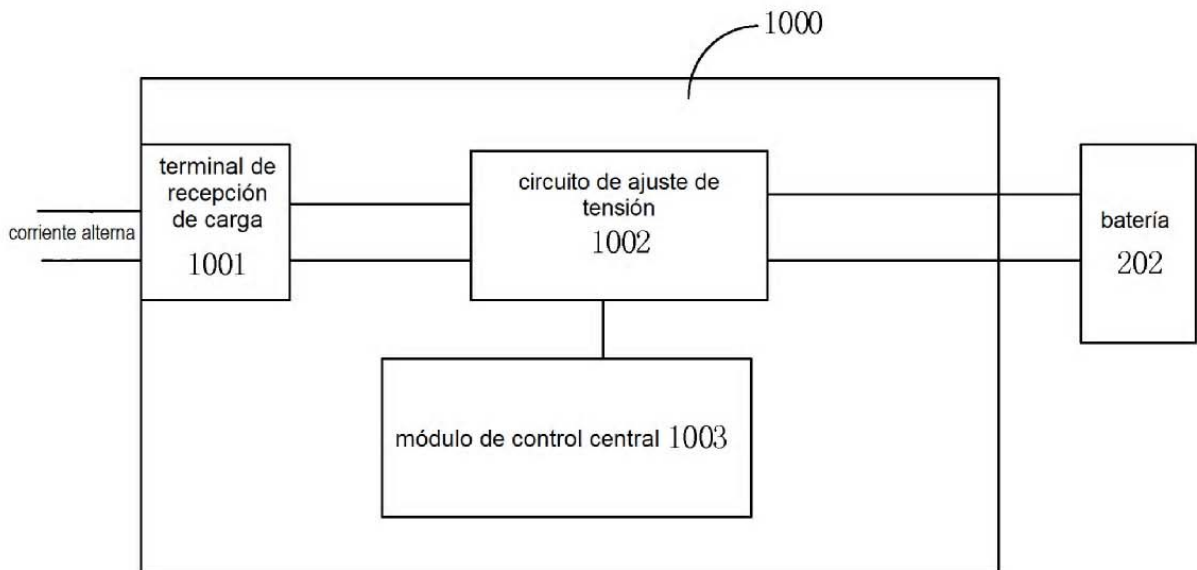 1000
terminal de
recepción
de carga
1001
circuito de ajuste de
tensión
1002
batería
202
corriente alterna
módulo de control central 1003